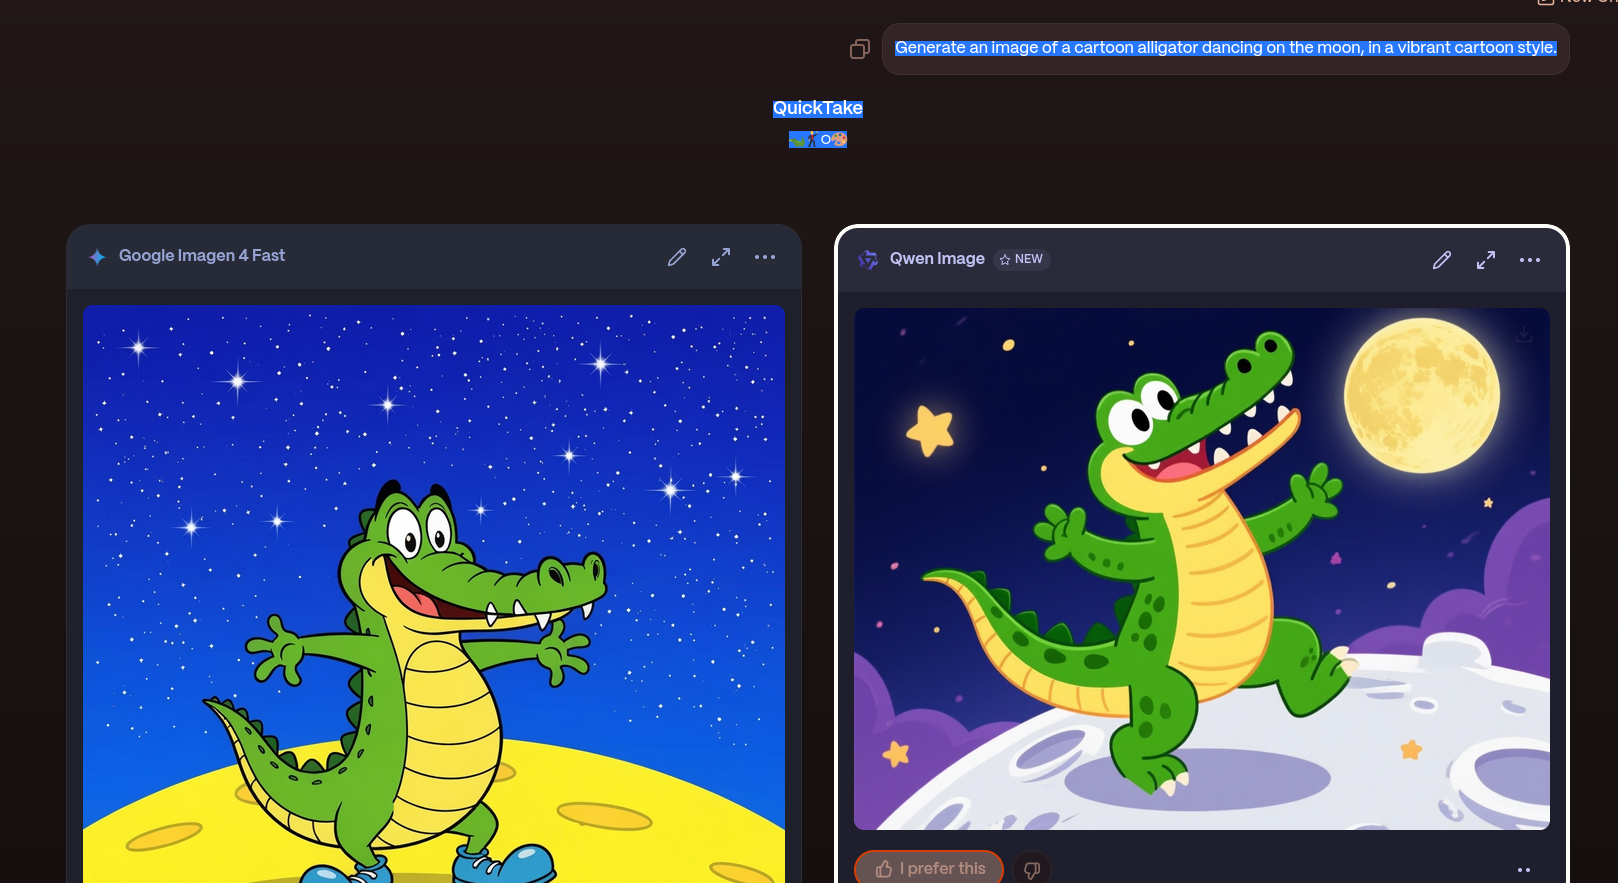 Generate an image of a cartoon alligator dancing on the moon, in a vibrant cartoon style.
QuickTake
Google Imagen 4 Fast
Qwen Image
NEW
I prefer this